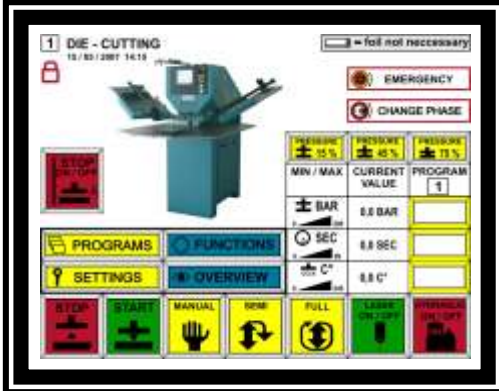 1 DIE - CUTTING
= foil not neccessary
15 / 03 / 2007 14:15
EMERGENCY
CHANGE PHASE
PRESSURE PRESSURE PRESSURE
15 % 45 % 75 %
STOP
ON / OFF
MIN / MAX CURRENT PROGRAM
VALUE 1
BAR 0,0 BAR
SEC 0,0 SEC
PROGRAMS FUNCTIONS
C° 0,0 C°
SETTINGS OVERVIEW
STOP START MANUAL SEMI FULL LASER HYDRAULIC
ON / OFF ON / OFF